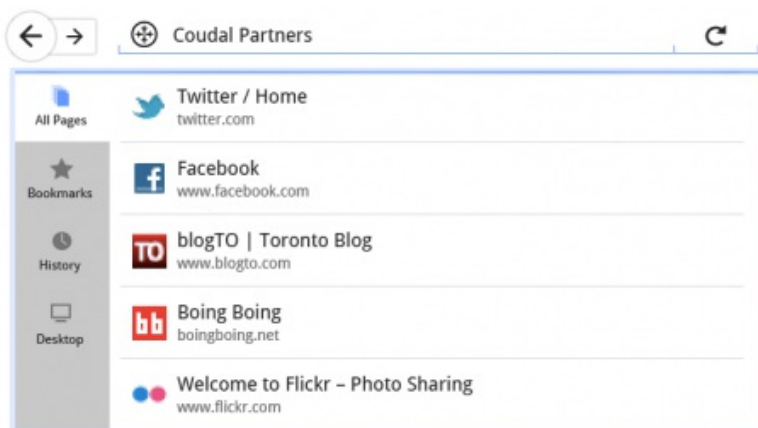 Coudal Partners
All Pages
Bookmarks
History
Desktop
Twitter / Home
twitter.com
f
Facebook
www.facebook.com
TO
blogTO | Toronto Blog
www.blogto.com
bb
Boing Boing
boingboing.net
Welcome to Flickr – Photo Sharing
www.flickr.com